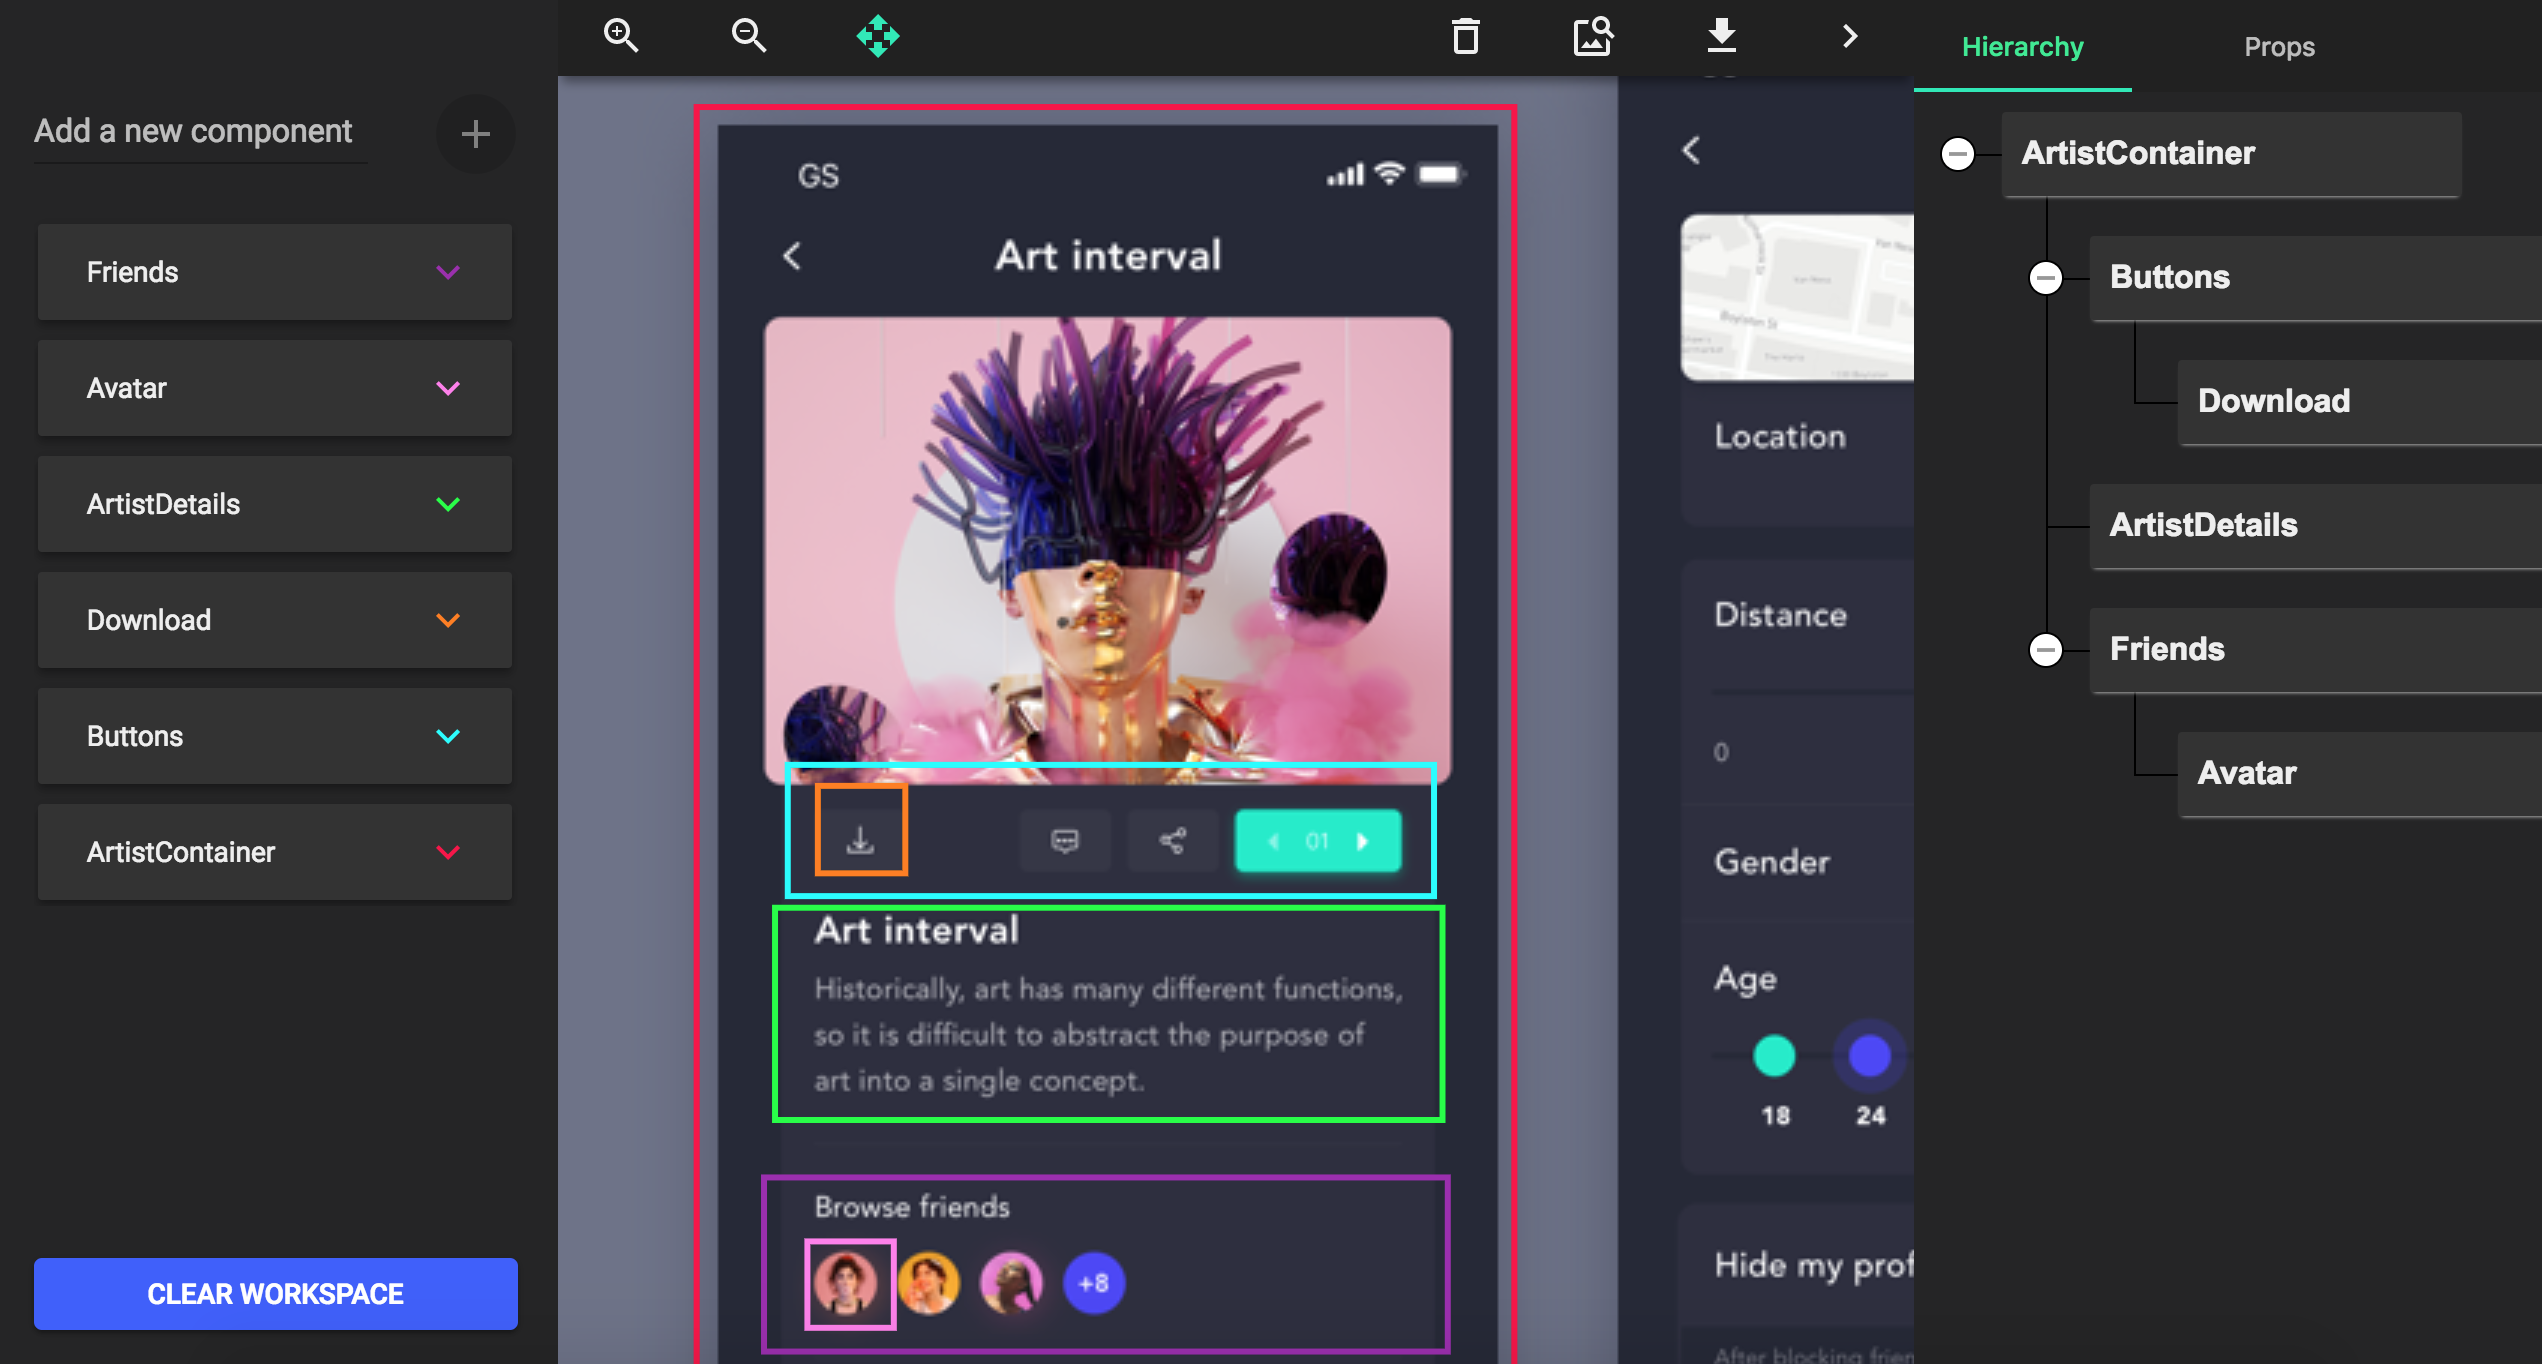 Add a new component
Friends
Avatar
ArtistDetails
Download
Buttons
ArtistContainer
CLEAR WORKSPACE
GS
Art interval
01
Art interval
Historically, art has many different functions,
so it is difficult to abstract the purpose of
art into a single concept.
Browse friends
+8
Boylston St
Location
Distance
0
Gender
Age
18 24
Hide my prof
After blocking frien
Hierarchy Props
ArtistContainer
Buttons
Download
ArtistDetails
Friends
Avatar